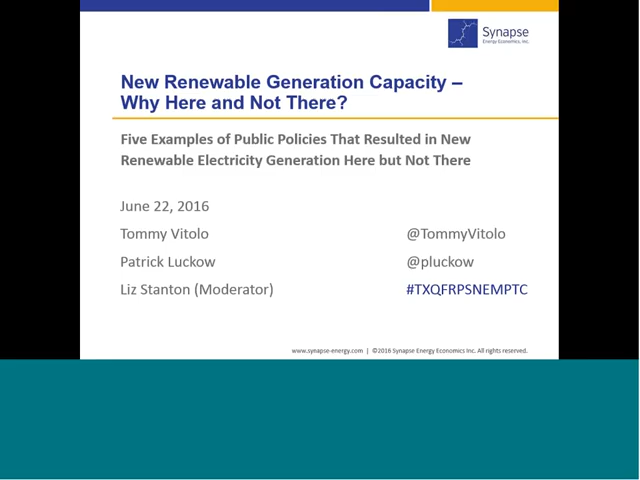 Synapse
Energy Economics, Inc.
New Renewable Generation Capacity –
Why Here and Not There?
Five Examples of Public Policies That Resulted in New
Renewable Electricity Generation Here but Not There
June 22, 2016
Tommy Vitolo @TommyVitolo
Patrick Luckow @pluckow
Liz Stanton (Moderator) #TXQFRPSNEMPTC
www.synapse-energy.com | ©2016 Synapse Energy Economics Inc. All rights reserved.